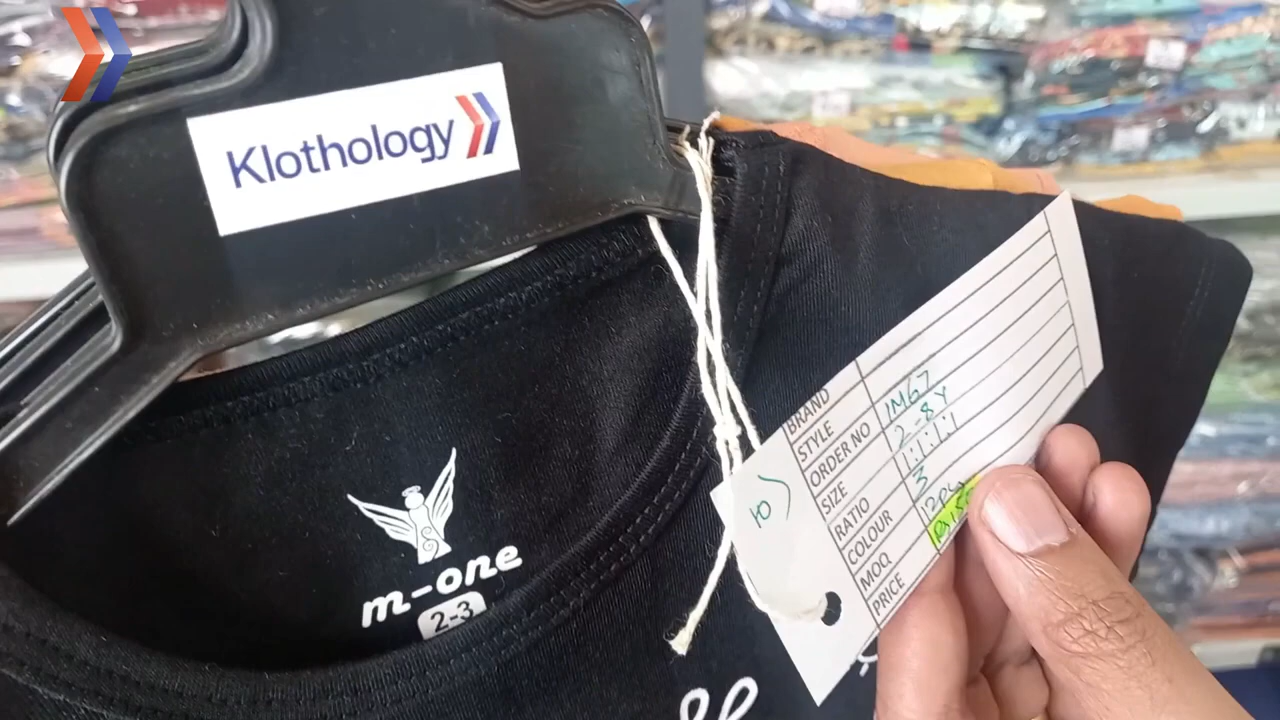 Klothology
m-one
2-3
10)
BRAND
STYLE
ORDER NO 1M67
SIZE 2-8Y
RATIO 1:1:1:1
COLOUR 3
MOQ 12PCs
PRICE